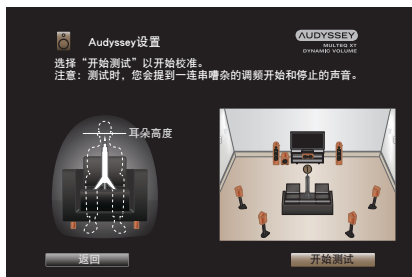 Audyssey设置
AUDYSSEY
MULTEQ XT
DYNAMIC VOLUME
选择“开始测试”以开始校准。
注意：测试时，您会提到一连串嘈杂的调频开始和停止的声音。
耳朵高度
返回
开始测试